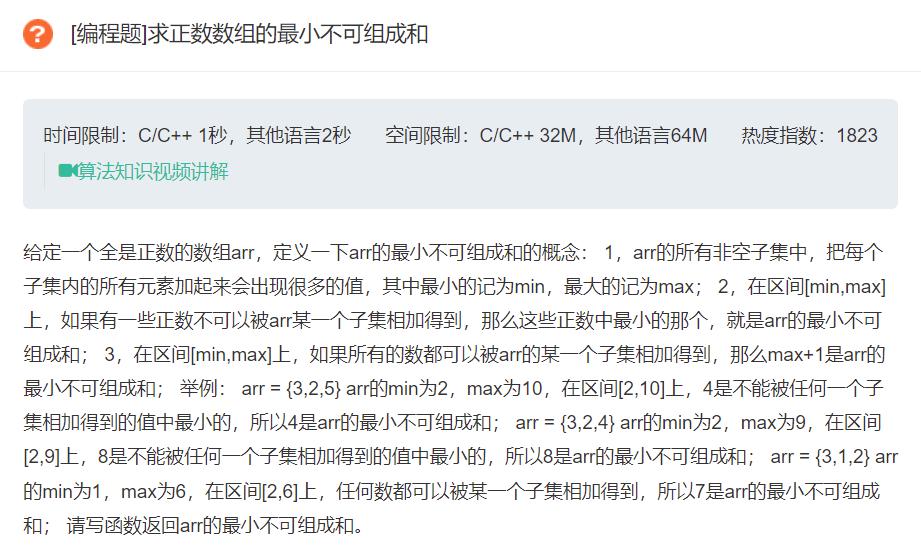 [编程题]求正数数组的最小不可组成和
时间限制：C/C++ 1秒，其他语言2秒 空间限制：C/C++ 32M，其他语言64M 热度指数：1823
算法知识视频讲解
给定一个全是正数的数组arr，定义一下arr的最小不可组成和的概念： 1，arr的所有非空子集中，把每个
子集内的所有元素加起来会出现很多的值，其中最小的记为min，最大的记为max； 2，在区间[min,max]
上，如果有一些正数不可以被arr某一个子集相加得到，那么这些正数中最小的那个，就是arr的最小不可
组成和； 3，在区间[min,max]上，如果所有的数都可以被arr的某一个子集相加得到，那么max+1是arr的
最小不可组成和； 举例： arr = {3,2,5} arr的min为2，max为10，在区间[2,10]上，4是不能被任何一个子
集相加得到的值中最小的，所以4是arr的最小不可组成和； arr = {3,2,4} arr的min为2，max为9，在区间
[2,9]上，8是不能被任何一个子集相加得到的值中最小的，所以8是arr的最小不可组成和； arr = {3,1,2} arr
的min为1，max为6，在区间[2,6]上，任何数都可以被某一个子集相加得到，所以7是arr的最小不可组成
和； 请写函数返回arr的最小不可组成和。